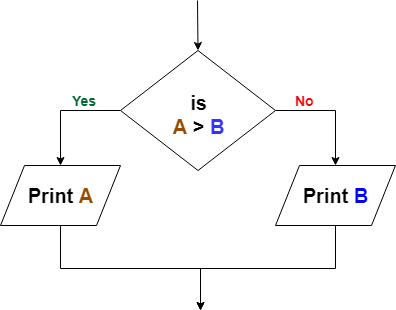 Yes
No
is
A > B
Print A
Print B